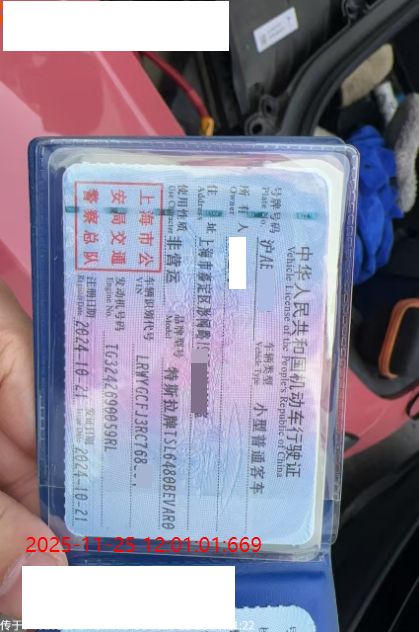 中华人民共和国机动车行驶证
Vehicle License of the People's Republic of China
号牌号码 沪AE 车辆类型 小型普通客车
Plate No. Vehicle Type
所有人
Owner
住址 上海市嘉定区
Address
使用性质 非营运 品牌型号 特斯拉牌TSL6480BEVAR0
Use Character Model
上海市公
安局交通
警察总队
车辆识别代号 LRWYGCFJ3RC768
VIN
发动机号码 TG3242690059RL
Engine No.
注册日期 2024-10-21 发证日期 2024-10-21
Register Date Issue Date
2025-11-25 12:01:01:669
传于
:22